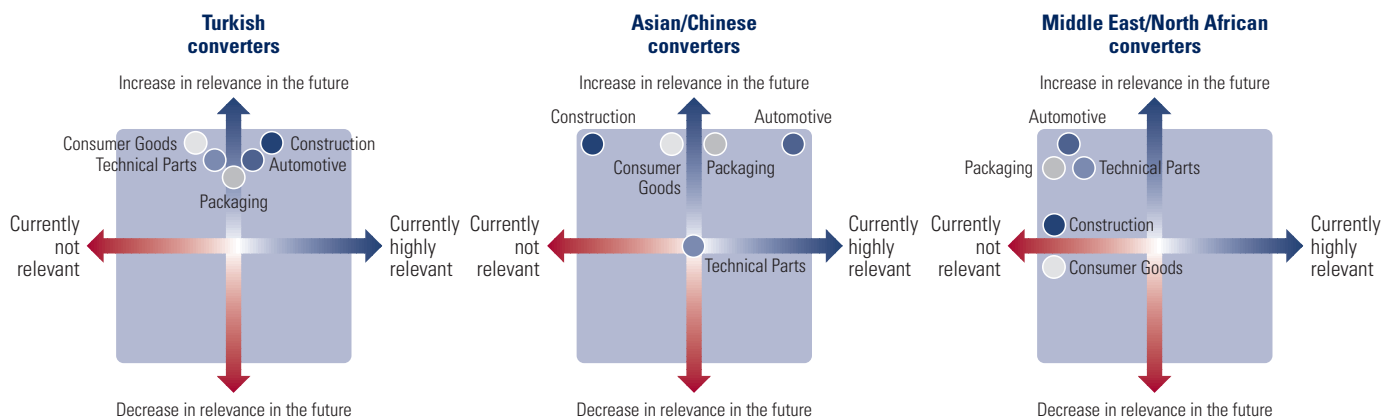 Turkish
converters
Increase in relevance in the future
Consumer Goods
Construction
Technical Parts
Automotive
Packaging
Currently
not
relevant
Currently
highly
relevant
Decrease in relevance in the future
Asian/Chinese
converters
Increase in relevance in the future
Construction
Automotive
Consumer
Goods
Packaging
Currently
not
relevant
Currently
highly
relevant
Technical Parts
Decrease in relevance in the future
Middle East/North African
converters
Increase in relevance in the future
Automotive
Packaging
Technical Parts
Construction
Currently
not
relevant
Currently
highly
relevant
Consumer Goods
Decrease in relevance in the future